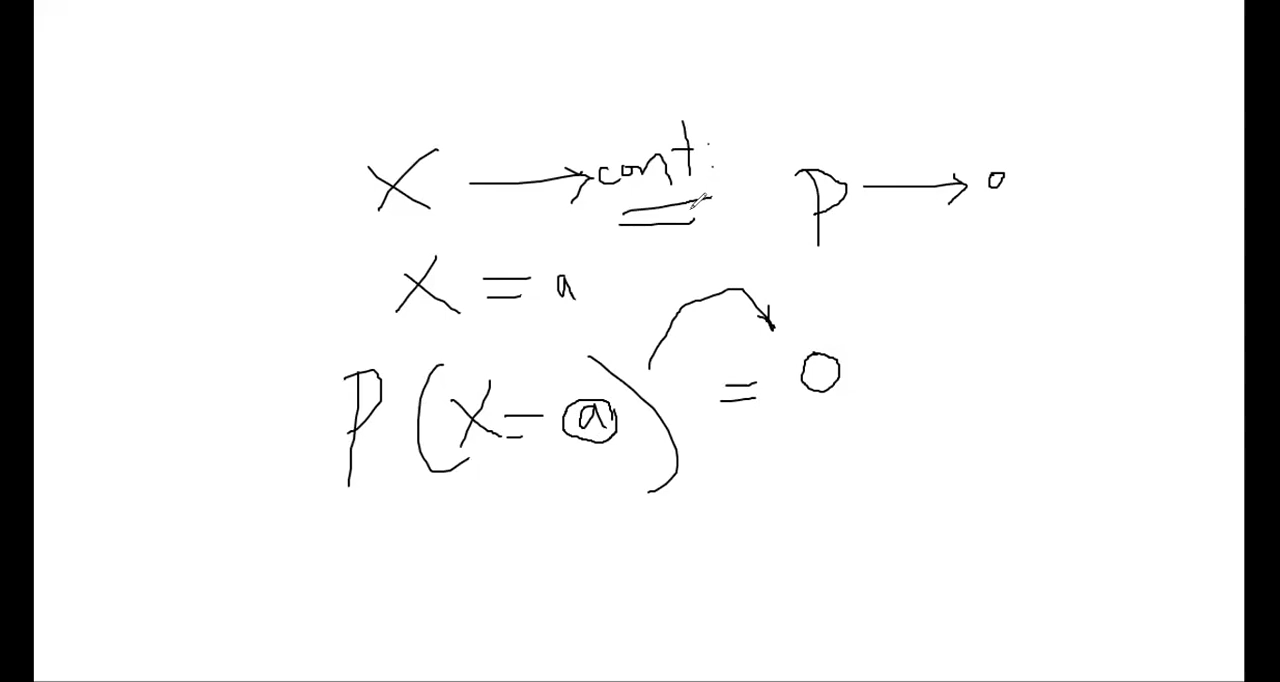 X → cont: P → 0
X = a
P(X = a) = 0